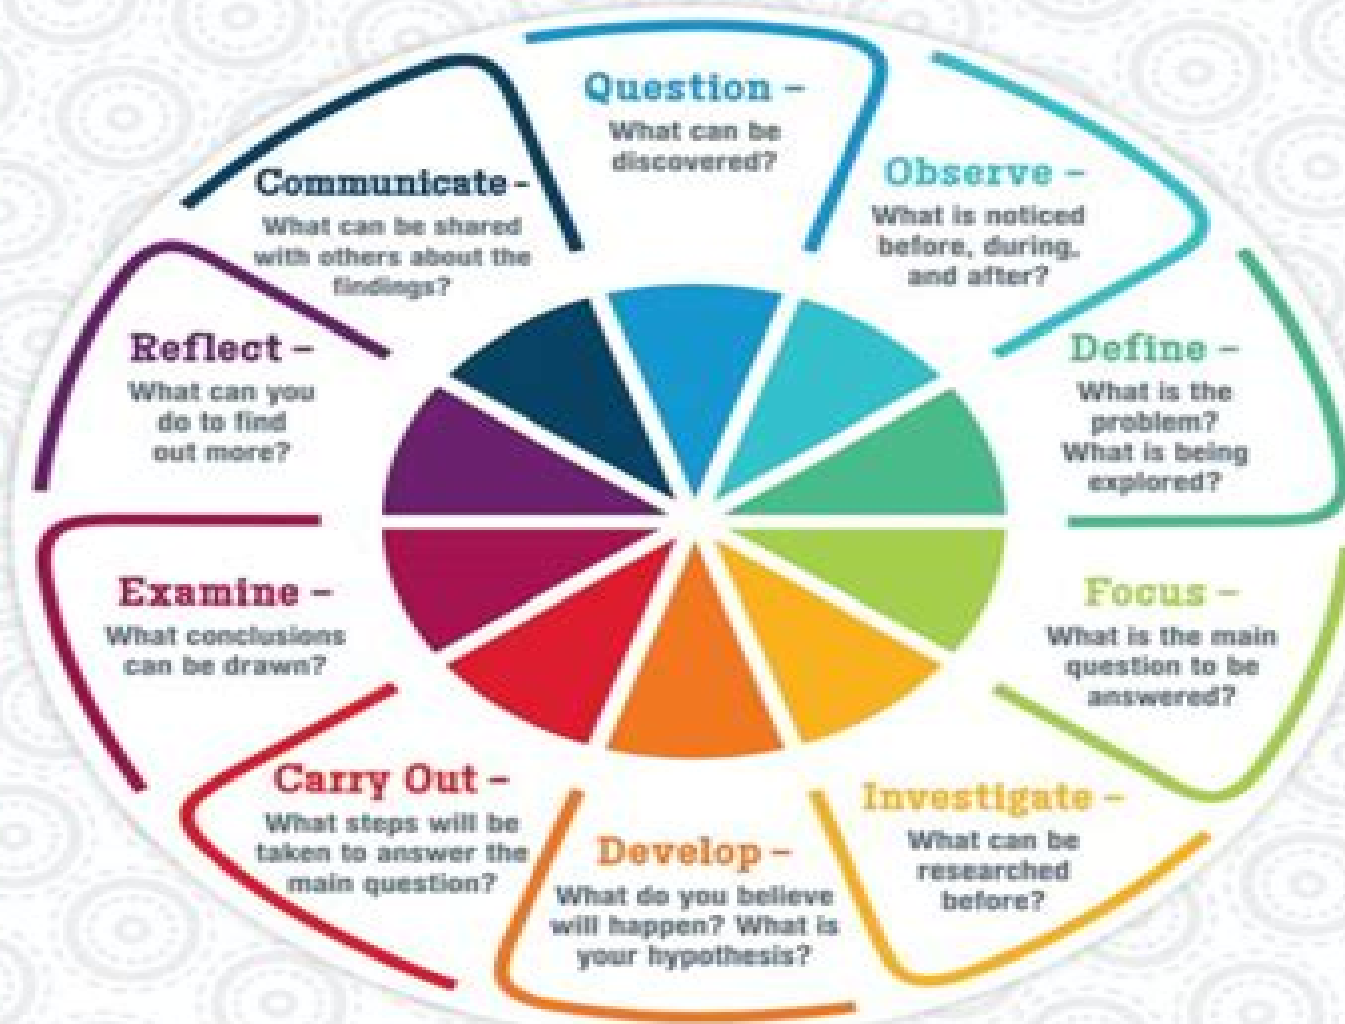 Question –
What can be
discovered?
Observe –
What is noticed
before, during,
and after?
Define –
What is the
problem?
What is being
explored?
Focus –
What is the main
question to be
answered?
Investigate –
What can be
researched
before?
Develop –
What do you believe
will happen? What is
your hypothesis?
Carry Out –
What steps will be
taken to answer the
main question?
Examine –
What conclusions
can be drawn?
Reflect –
What can you
do to find
out more?
Communicate –
What can be shared
with others about the
findings?